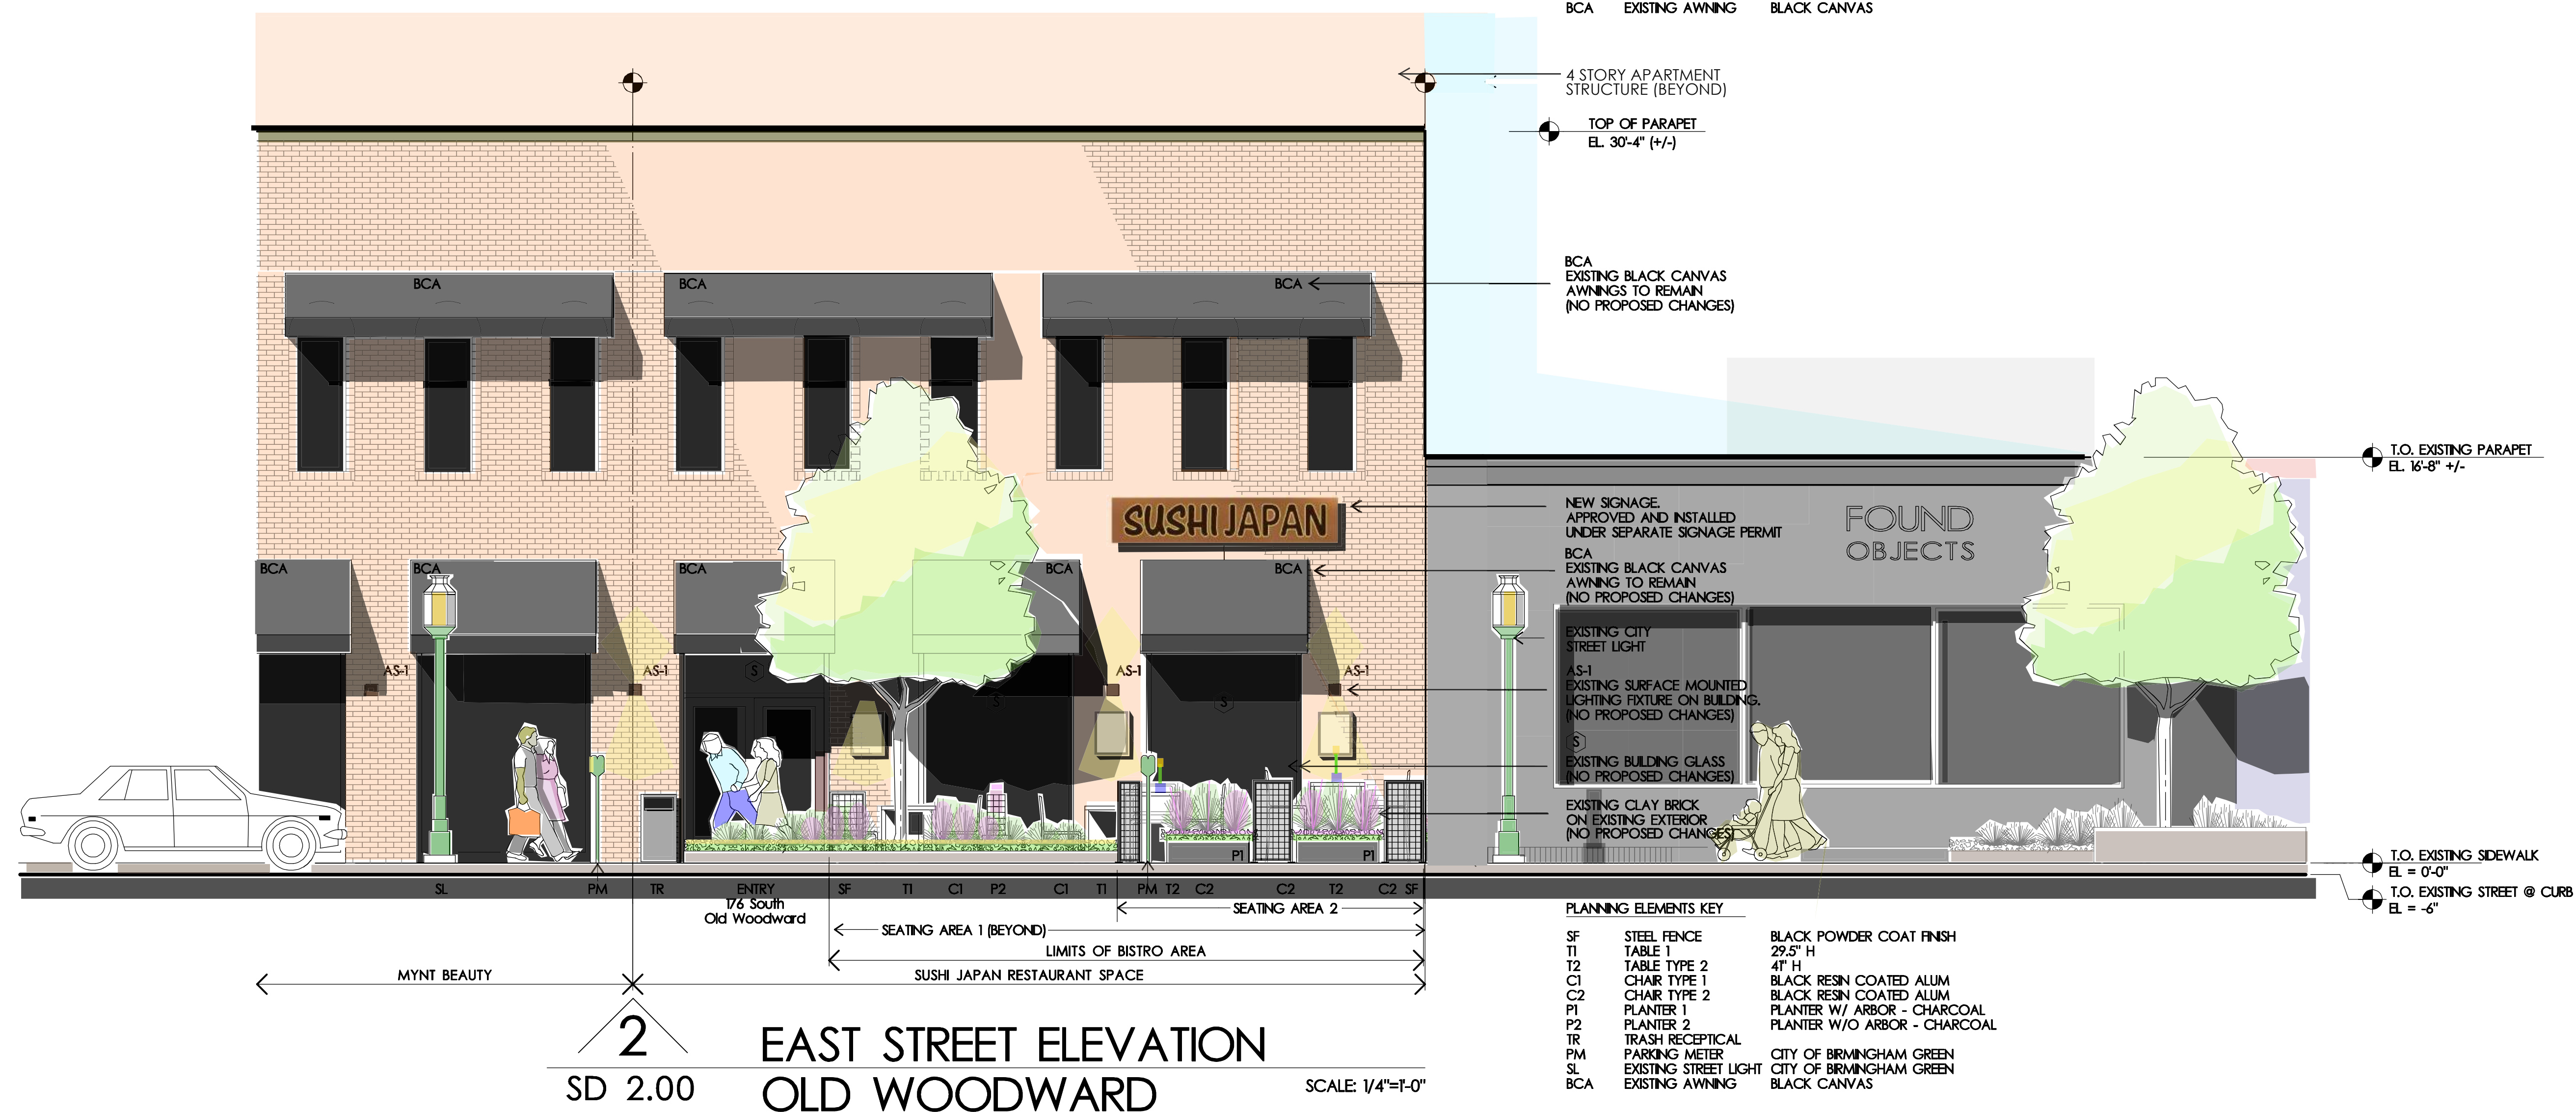 BCA EXISTING AWNING BLACK CANVAS
4 STORY APARTMENT
STRUCTURE (BEYOND)
TOP OF PARAPET
EL. 30'-4" (+/-)
BCA
EXISTING BLACK CANVAS
AWNINGS TO REMAIN
(NO PROPOSED CHANGES)
BCA
BCA
BCA
T.O. EXISTING PARAPET
EL. 16'-8" +/-
SUSHI JAPAN
NEW SIGNAGE.
APPROVED AND INSTALLED
UNDER SEPARATE SIGNAGE PERMIT
FOUND
OBJECTS
BCA
EXISTING BLACK CANVAS
AWNING TO REMAIN
(NO PROPOSED CHANGES)
BCA
BCA
BCA
BCA
BCA
EXISTING CITY
STREET LIGHT
AS-1
EXISTING SURFACE MOUNTED
LIGHTING FIXTURE ON BUILDING.
(NO PROPOSED CHANGES)
AS-1
AS-1
AS-1
AS-1
S
S
S
S
EXISTING BUILDING GLASS
(NO PROPOSED CHANGES)
EXISTING CLAY BRICK
ON EXISTING EXTERIOR
(NO PROPOSED CHANGES)
P1
P1
T.O. EXISTING SIDEWALK
EL = 0'-0"
T.O. EXISTING STREET @ CURB
EL = -6"
SL PM TR ENTRY SF T1 C1 P2 C1 T1 PM T2 C2 C2 T2 C2 SF
176 South
Old Woodward
SEATING AREA 2
SEATING AREA 1 (BEYOND)
LIMITS OF BISTRO AREA
MYNT BEAUTY
SUSHI JAPAN RESTAURANT SPACE
PLANNING ELEMENTS KEY
SF STEEL FENCE BLACK POWDER COAT FINISH
T1 TABLE 1 29.5" H
T2 TABLE TYPE 2 41" H
C1 CHAIR TYPE 1 BLACK RESIN COATED ALUM
C2 CHAIR TYPE 2 BLACK RESIN COATED ALUM
P1 PLANTER 1 PLANTER W/ ARBOR - CHARCOAL
P2 PLANTER 2 PLANTER W/O ARBOR - CHARCOAL
TR TRASH RECEPTICAL
PM PARKING METER CITY OF BIRMINGHAM GREEN
SL EXISTING STREET LIGHT CITY OF BIRMINGHAM GREEN
BCA EXISTING AWNING BLACK CANVAS
2
SD 2.00
EAST STREET ELEVATION
OLD WOODWARD
SCALE: 1/4"=1'-0"